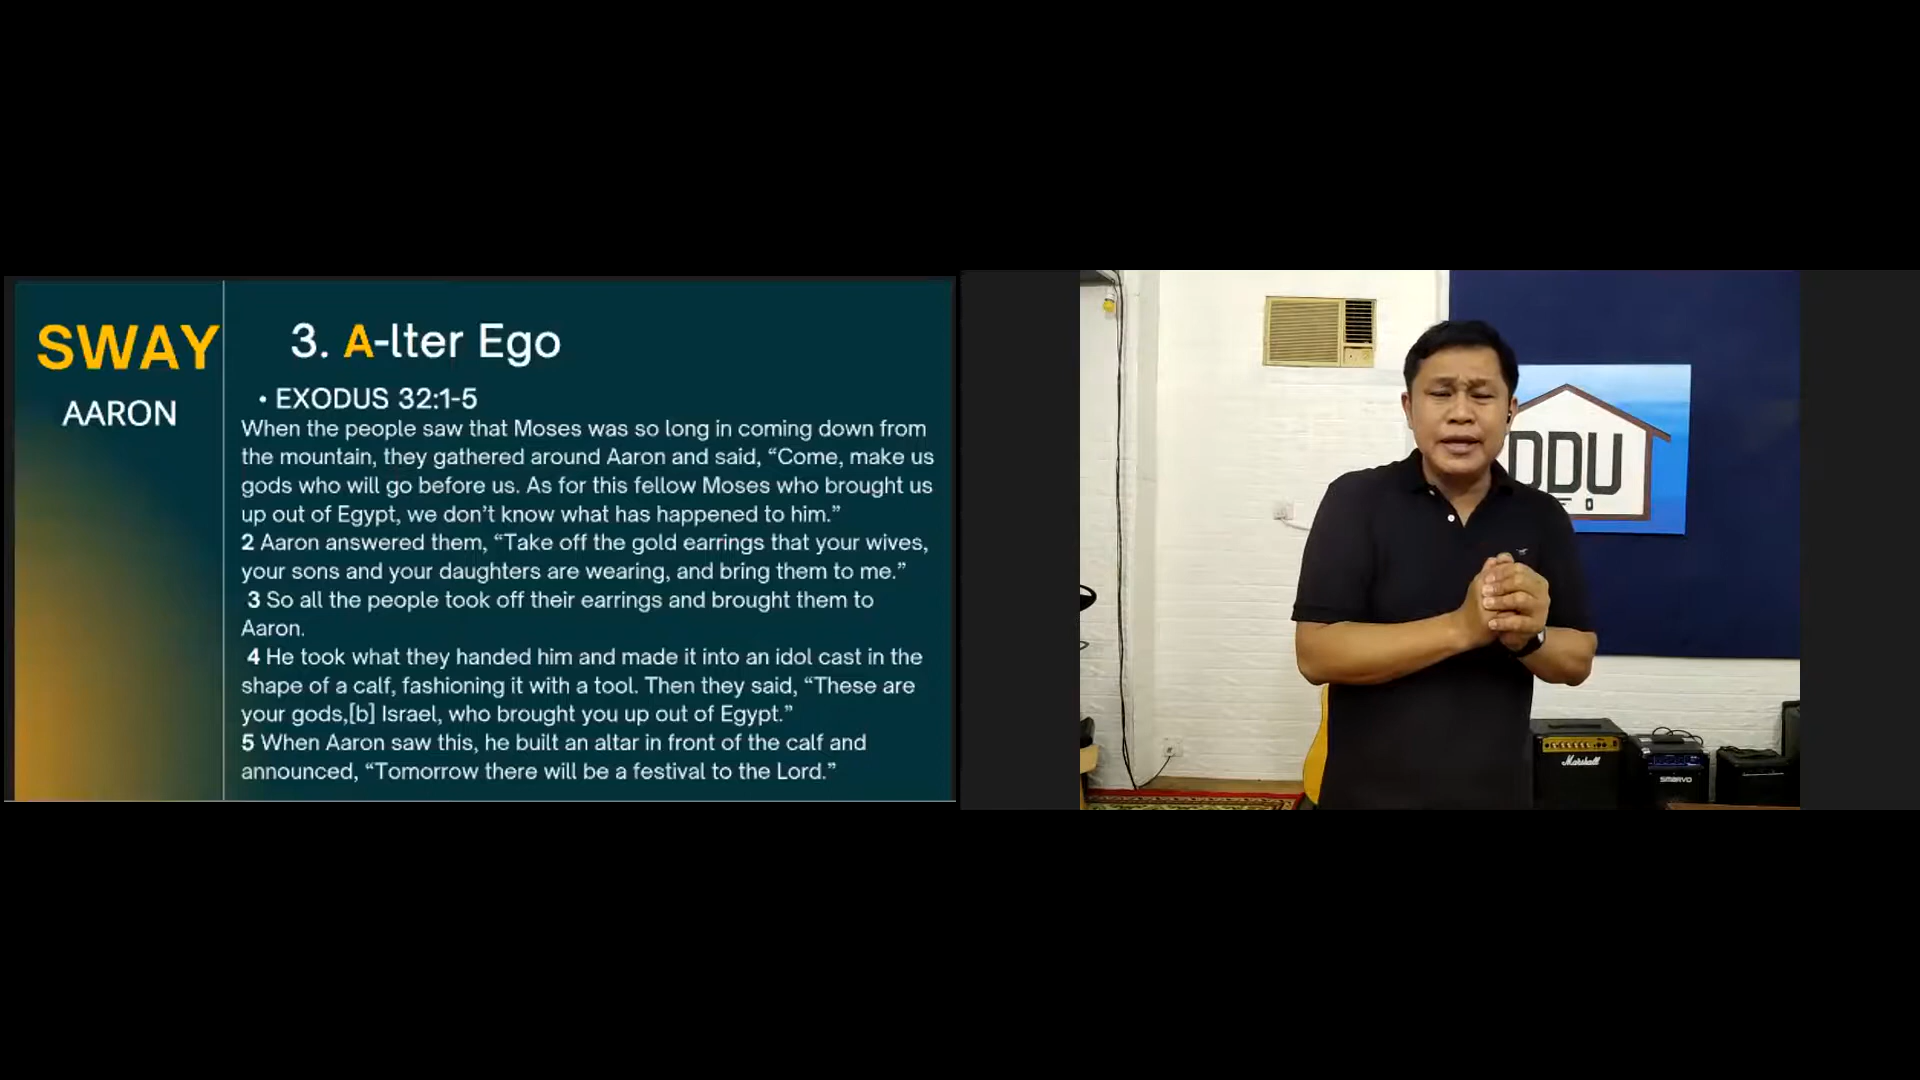 SWAY
AARON
3. A-lter Ego
• EXODUS 32:1-5
When the people saw that Moses was so long in coming down from
the mountain, they gathered around Aaron and said, “Come, make us
gods who will go before us. As for this fellow Moses who brought us
up out of Egypt, we don’t know what has happened to him.”
2 Aaron answered them, “Take off the gold earrings that your wives,
your sons and your daughters are wearing, and bring them to me.”
3 So all the people took off their earrings and brought them to
Aaron.
4 He took what they handed him and made it into an idol cast in the
shape of a calf, fashioning it with a tool. Then they said, “These are
your gods,[b] Israel, who brought you up out of Egypt.”
5 When Aaron saw this, he built an altar in front of the calf and
announced, “Tomorrow there will be a festival to the Lord.”
DDU
Marshall
SMARVO